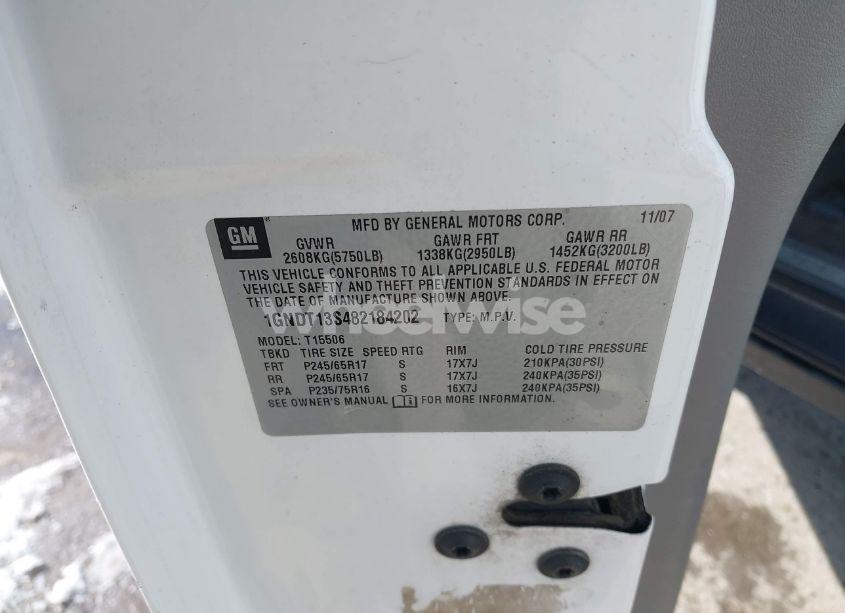 GM
MFD BY GENERAL MOTORS CORP. 11/07
GVWR GAWR FRT GAWR RR
2608KG(5750LB) 1338KG(2950LB) 1452KG(3200LB)
THIS VEHICLE CONFORMS TO ALL APPLICABLE U.S. FEDERAL MOTOR
VEHICLE SAFETY AND THEFT PREVENTION STANDARDS IN EFFECT ON
THE DATE OF MANUFACTURE SHOWN ABOVE.
1GNDT13S482184202 TYPE: M.P.V.
wheelwise
MODEL: T15506
TBKD TIRE SIZE SPEED RTG RIM COLD TIRE PRESSURE
FRT P245/65R17 S 17X7J 210KPA(30PSI)
RR P245/65R17 S 17X7J 240KPA(35PSI)
SPA P235/75R16 S 16X7J 240KPA(35PSI)
SEE OWNER'S MANUAL FOR MORE INFORMATION.